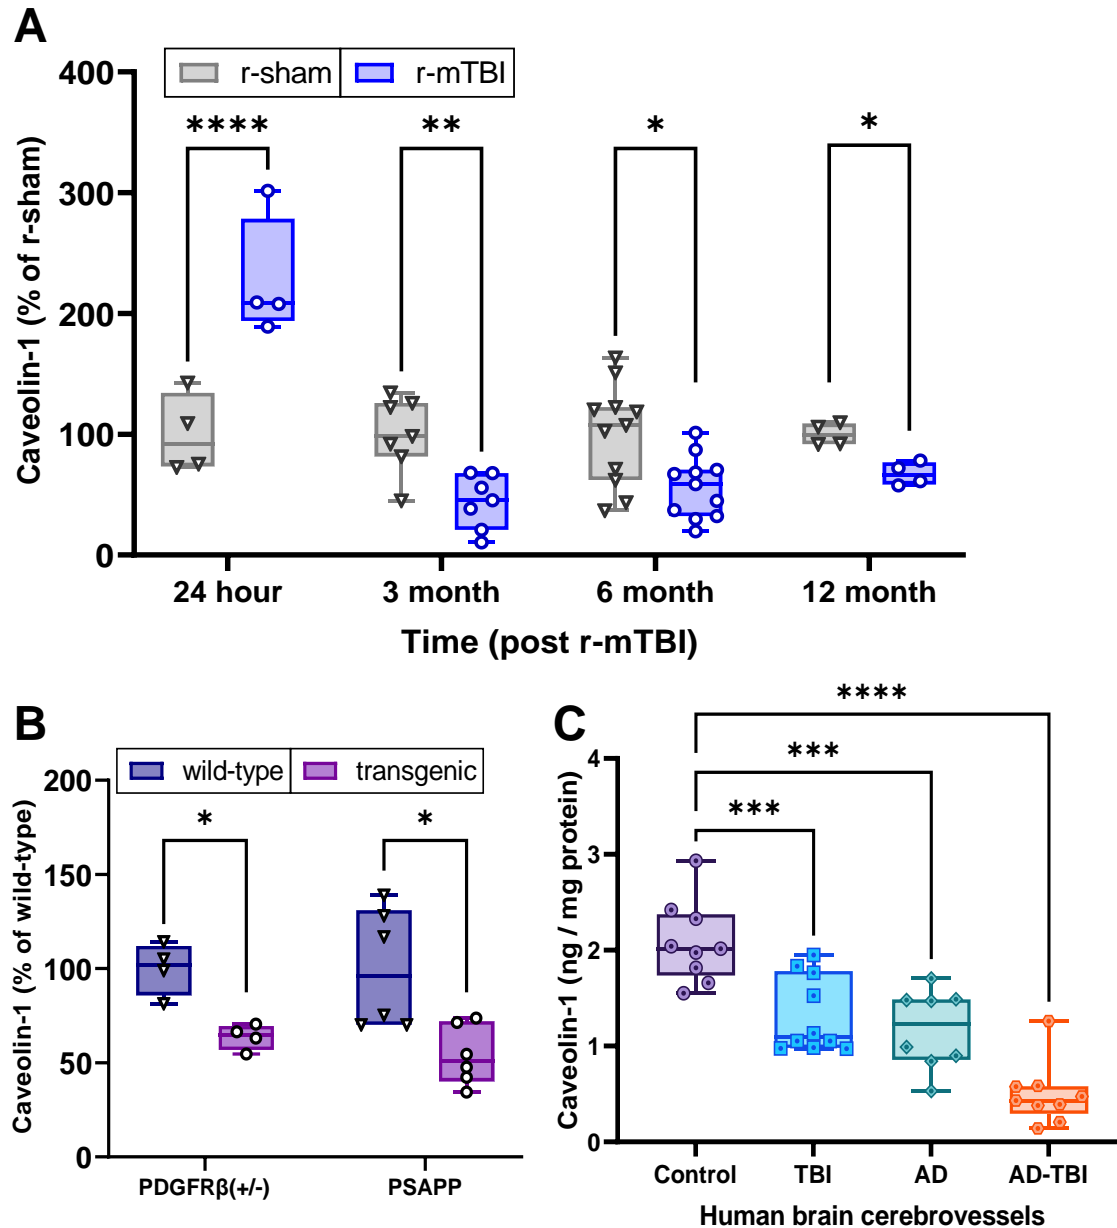 A
r-sham r-mTBI
400
300
200
100
0
Caveolin-1 (% of r-sham)
**** ** * *
24 hour 3 month 6 month 12 month
Time (post r-mTBI)
B
wild-type transgenic
200
150
100
50
0
Caveolin-1 (% of wild-type)
* *
PDGFRβ(+/-) PSAPP
C
****
***
***
4
3
2
1
0
Caveolin-1 (ng / mg protein)
Control TBI AD AD-TBI
Human brain cerebrovessels